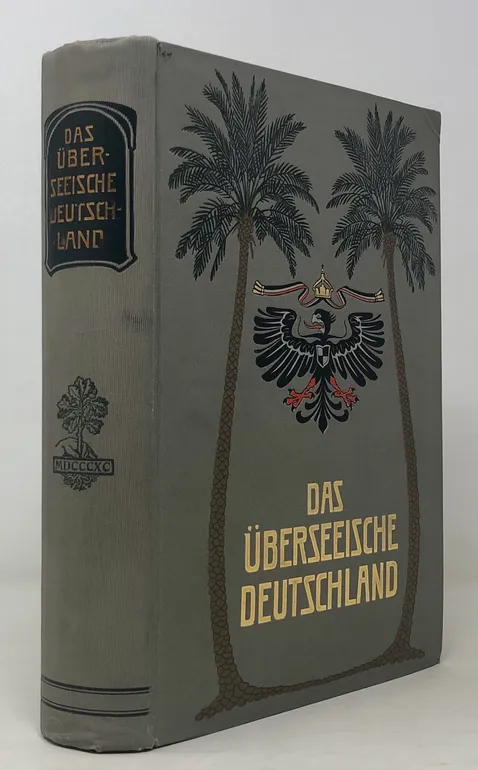 DAS
ÜBER-
SEEISCHE
DEUTSCH-
LAND
MDCCCXC
DAS
ÜBERSEEISCHE
DEUTSCHLAND